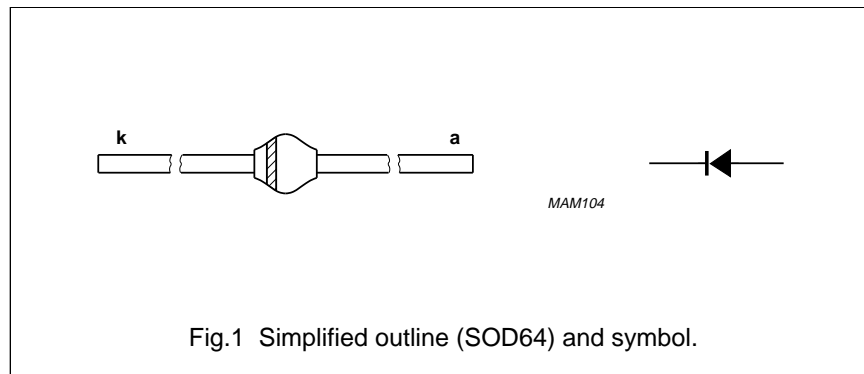 k
a
MAM104
Fig.1 Simplified outline (SOD64) and symbol.